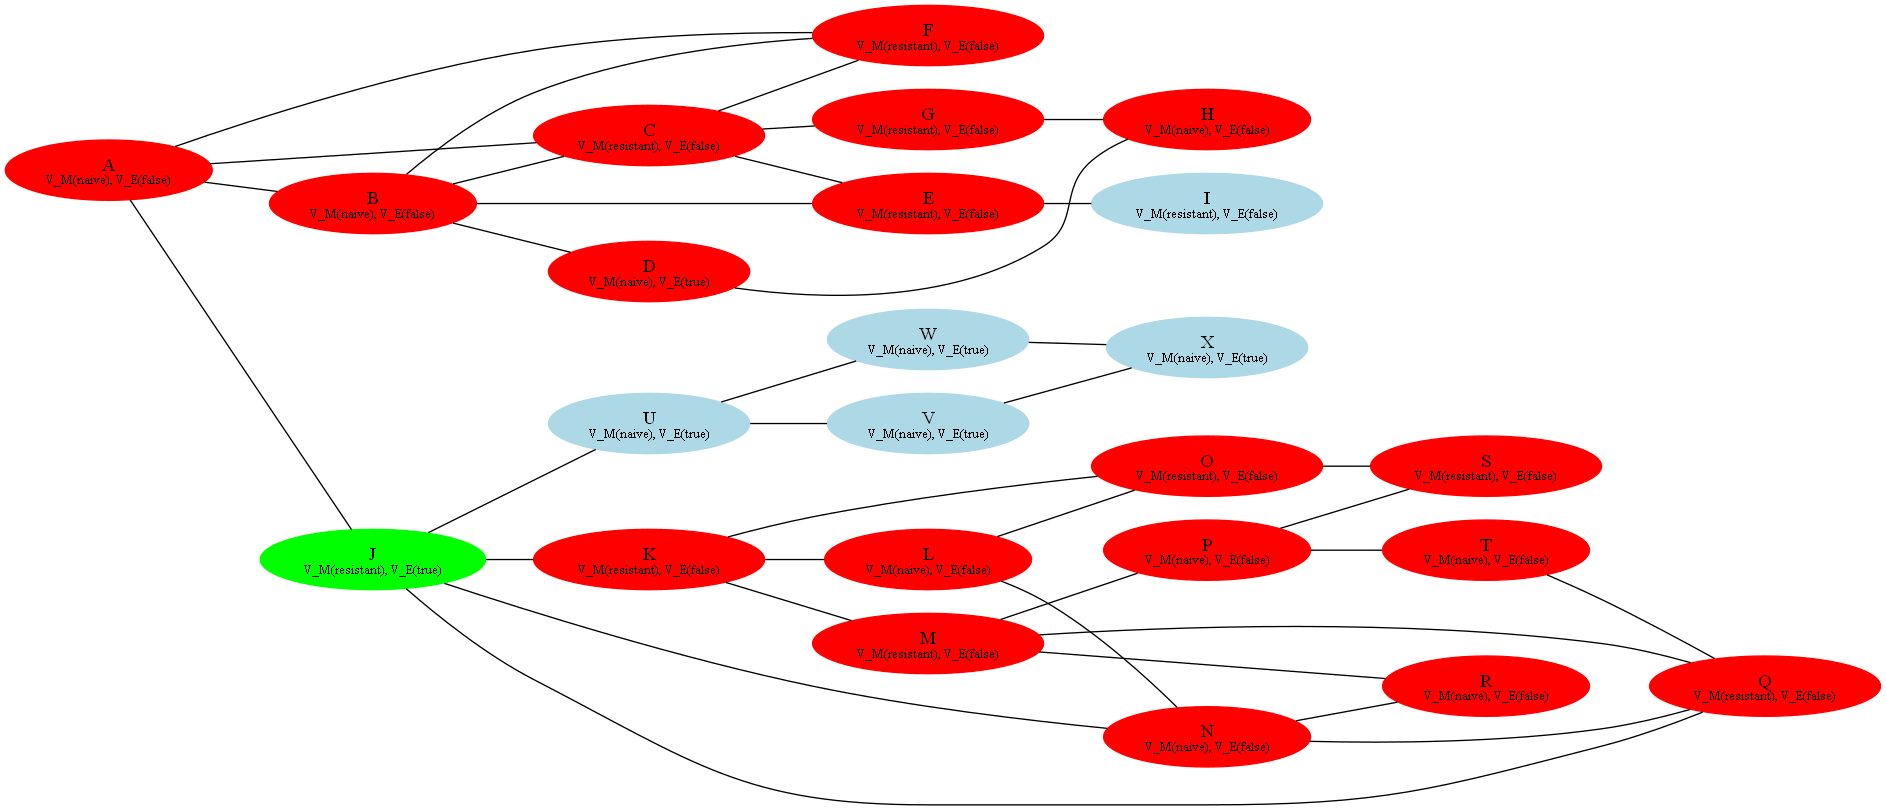 F
V_M(resistant), V_E(false)
C
V_M(resistant), V_E(false)
G
V_M(resistant), V_E(false)
H
V_M(naive), V_E(false)
A
V_M(naive), V_E(false)
B
V_M(naive), V_E(false)
E
V_M(resistant), V_E(false)
I
V_M(resistant), V_E(false)
D
V_M(naive), V_E(true)
W
V_M(naive), V_E(true)
X
V_M(naive), V_E(true)
U
V_M(naive), V_E(true)
V
V_M(naive), V_E(true)
O
V_M(resistant), V_E(false)
S
V_M(resistant), V_E(false)
J
V_M(resistant), V_E(true)
K
V_M(resistant), V_E(false)
L
V_M(naive), V_E(false)
P
V_M(naive), V_E(false)
T
V_M(naive), V_E(false)
M
V_M(resistant), V_E(false)
R
V_M(naive), V_E(false)
Q
V_M(resistant), V_E(false)
N
V_M(naive), V_E(false)